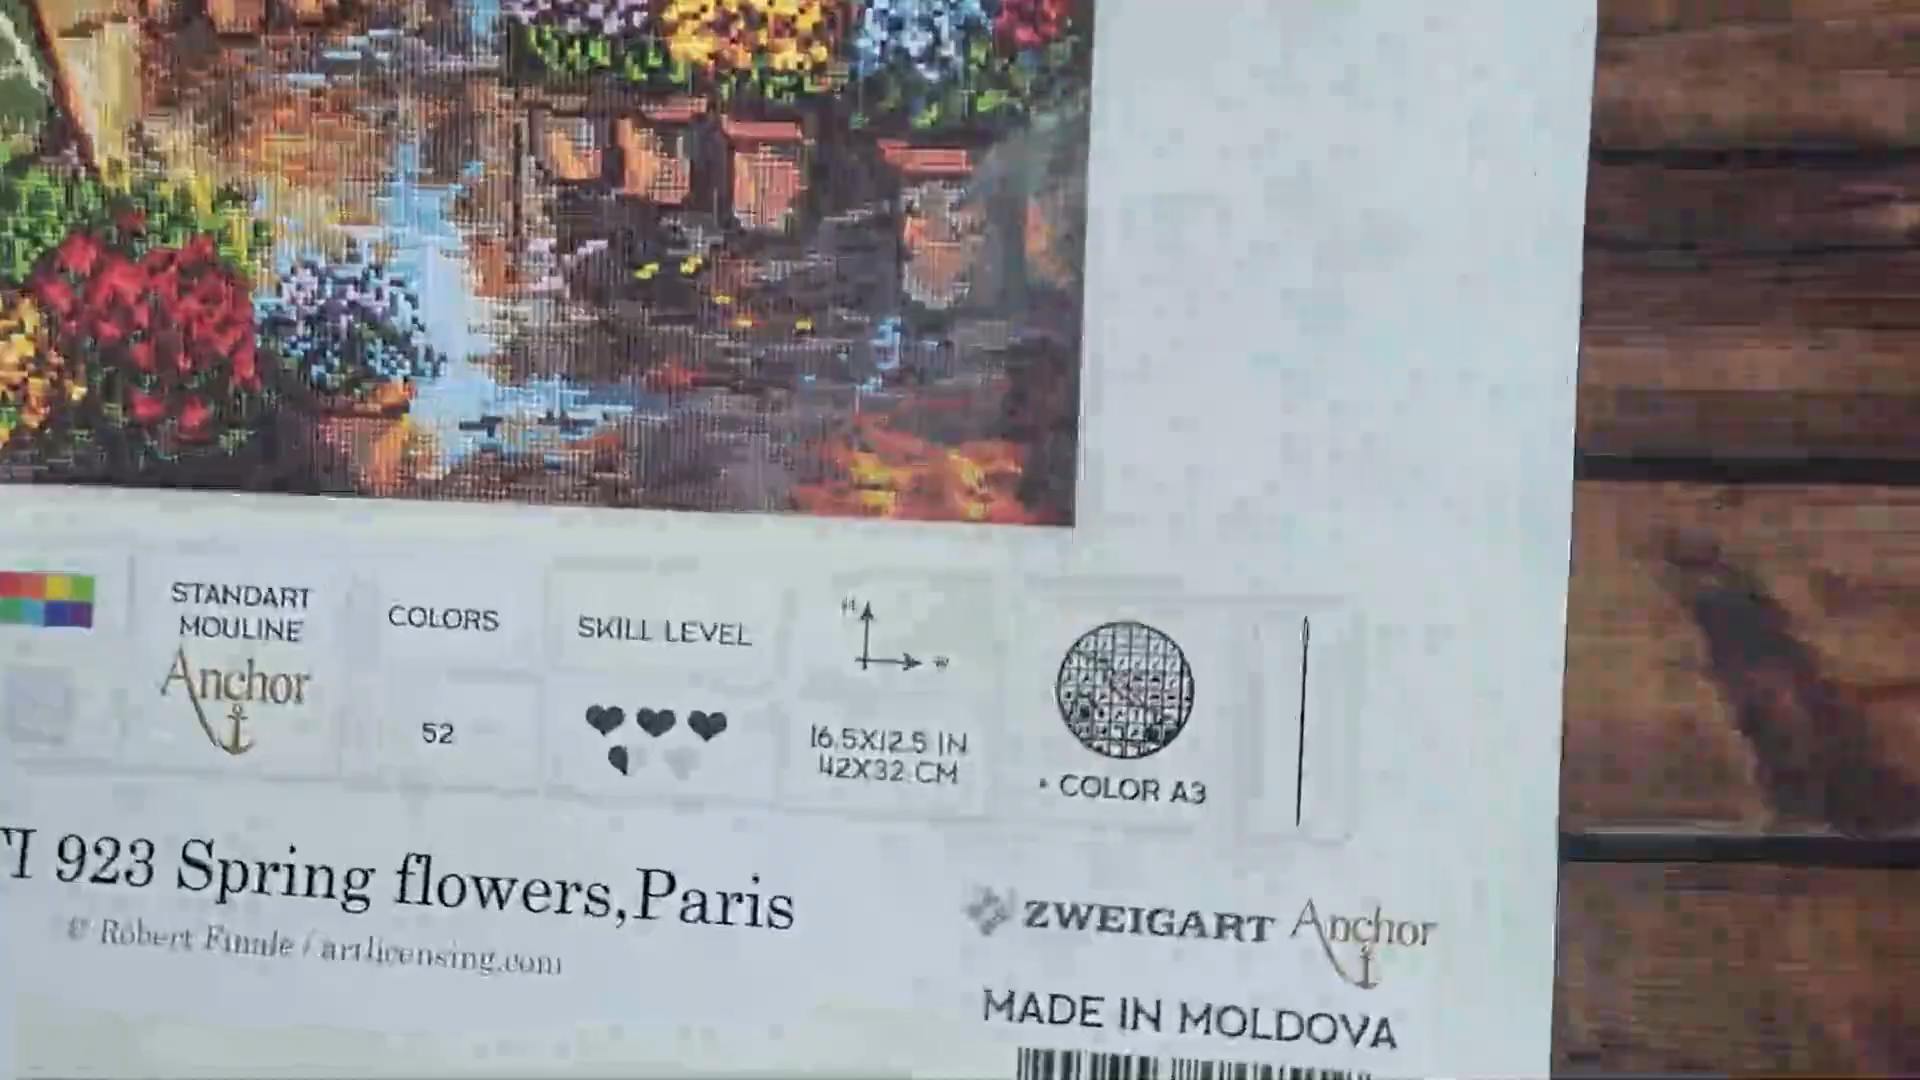 STANDART
MOULINE
Anchor
COLORS
52
SKILL LEVEL
16.5X12.5 IN
42X32 CM
• COLOR A3
923 Spring flowers,Paris
© Robert Finale / artlicensing.com
ZWEIGART Anchor
MADE IN MOLDOVA